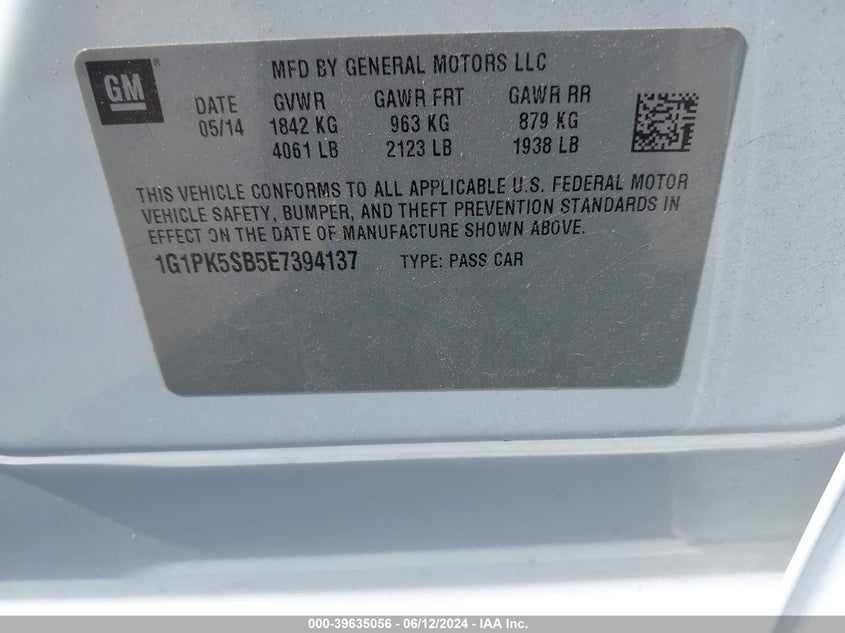 GM ®
MFD BY GENERAL MOTORS LLC
DATE GVWR GAWR FRT GAWR RR
05/14 1842 KG 963 KG 879 KG
4061 LB 2123 LB 1938 LB
THIS VEHICLE CONFORMS TO ALL APPLICABLE U.S. FEDERAL MOTOR
VEHICLE SAFETY, BUMPER, AND THEFT PREVENTION STANDARDS IN
EFFECT ON THE DATE OF MANUFACTURE SHOWN ABOVE.
1G1PK5SB5E7394137 TYPE: PASS CAR
000-39635056 - 06/12/2024 - IAA Inc.